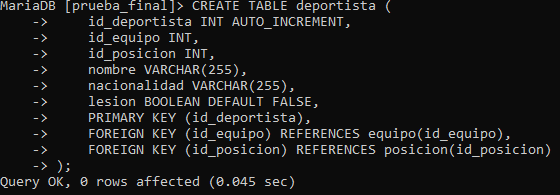 MariaDB [prueba_final]> CREATE TABLE deportista (
    ->     id_deportista INT AUTO_INCREMENT,
    ->     id_equipo INT,
    ->     id_posicion INT,
    ->     nombre VARCHAR(255),
    ->     nacionalidad VARCHAR(255),
    ->     lesion BOOLEAN DEFAULT FALSE,
    ->     PRIMARY KEY (id_deportista),
    ->     FOREIGN KEY (id_equipo) REFERENCES equipo(id_equipo),
    ->     FOREIGN KEY (id_posicion) REFERENCES posicion(id_posicion)
    -> );
Query OK, 0 rows affected (0.045 sec)